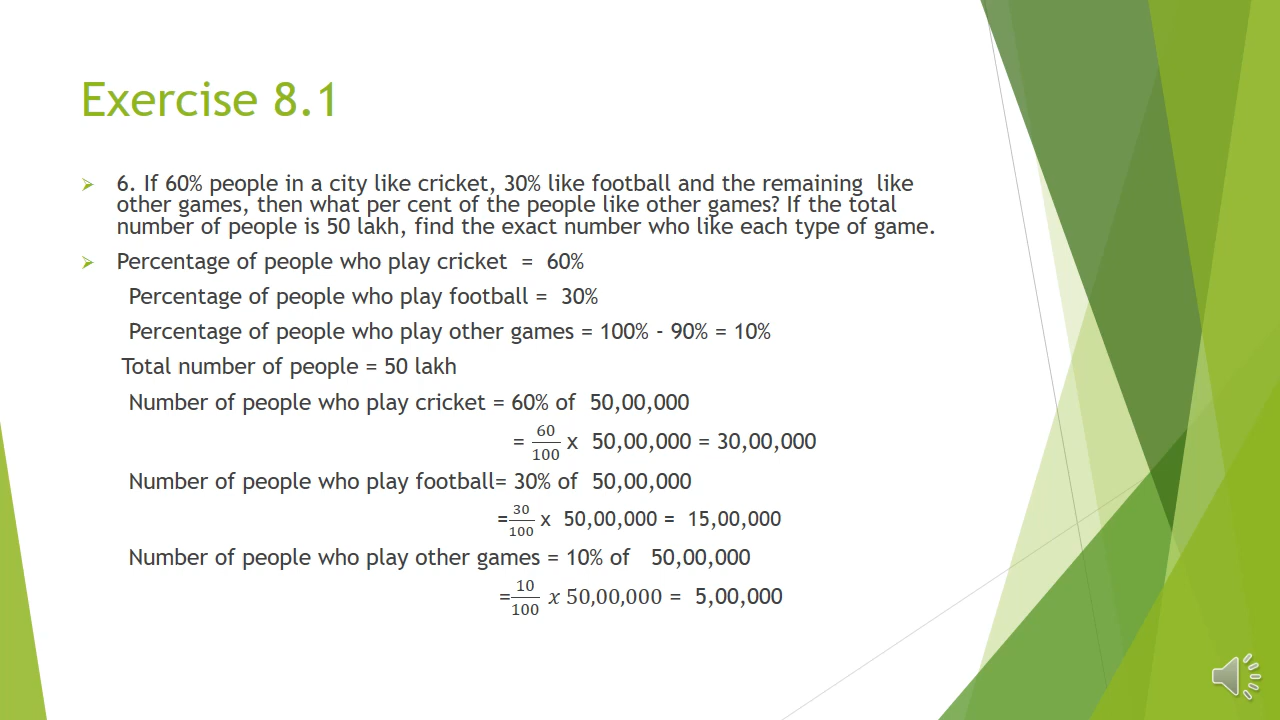 Exercise 8.1
6. If 60% people in a city like cricket, 30% like football and the remaining  like
other games, then what per cent of the people like other games? If the total
number of people is 50 lakh, find the exact number who like each type of game.
Percentage of people who play cricket  =  60%
Percentage of people who play football =  30%
Percentage of people who play other games = 100% - 90% = 10%
Total number of people = 50 lakh
Number of people who play cricket = 60% of  50,00,000
= 60/100 x  50,00,000 = 30,00,000
Number of people who play football= 30% of  50,00,000
=30/100 x  50,00,000 =  15,00,000
Number of people who play other games = 10% of   50,00,000
=10/100 x 50,00,000 =  5,00,000